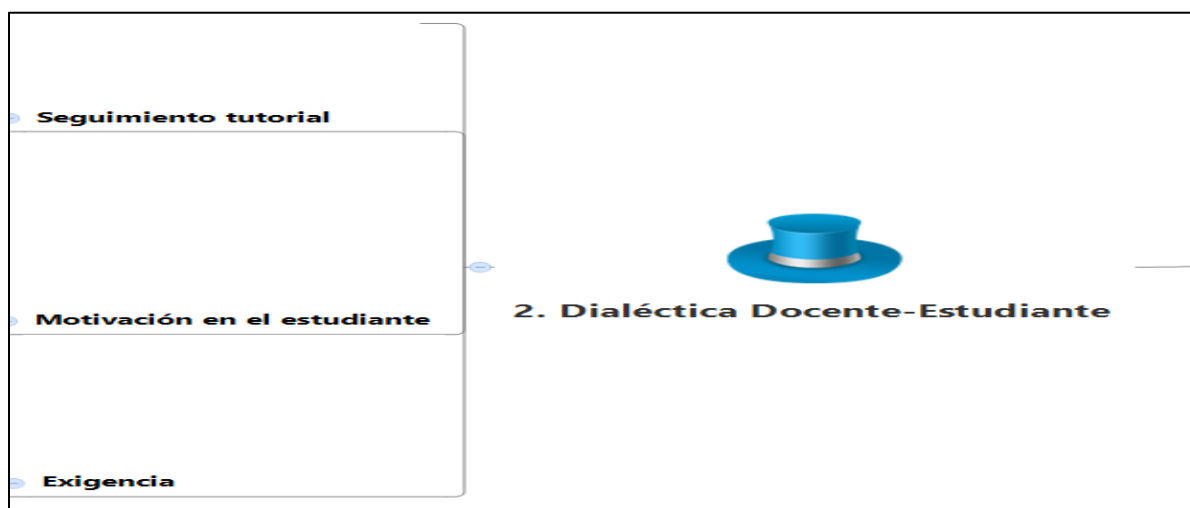 Seguimiento tutorial
Motivación en el estudiante
2. Dialéctica Docente-Estudiante
Exigencia